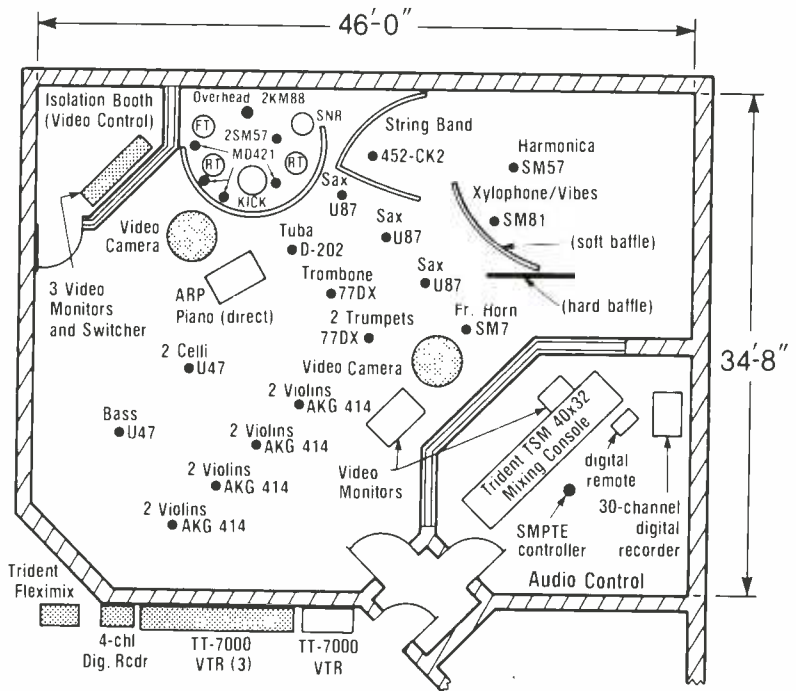 46'-0"
Isolation Booth
(Video Control)
Overhead 2KM88
FT
SNR
2SM57
MD421
RT
RT
KICK
String Band
452-CK2
Harmonica
SM57
Sax
U87
Xylophone/Vibes
SM81
(soft baffle)
Video
Camera
Tuba
D-202
Sax
U87
3 Video
Monitors
and Switcher
ARP
Piano (direct)
Trombone
77DX
Sax
U87
(hard baffle)
Fr. Horn
SM7
2 Trumpets
77DX
34'-8"
2 Celli
U47
Video Camera
2 Violins
AKG 414
Bass
U47
2 Violins
AKG 414
Video
Monitors
Trident TSM 40x32
Mixing Console
digital
remote
30-channel
digital
recorder
2 Violins
AKG 414
2 Violins
AKG 414
SMPTE
controller
Audio Control
Trident
Fleximix
4-chl
Dig. Rcdr
TT-7000
VTR (3)
TT-7000
VTR